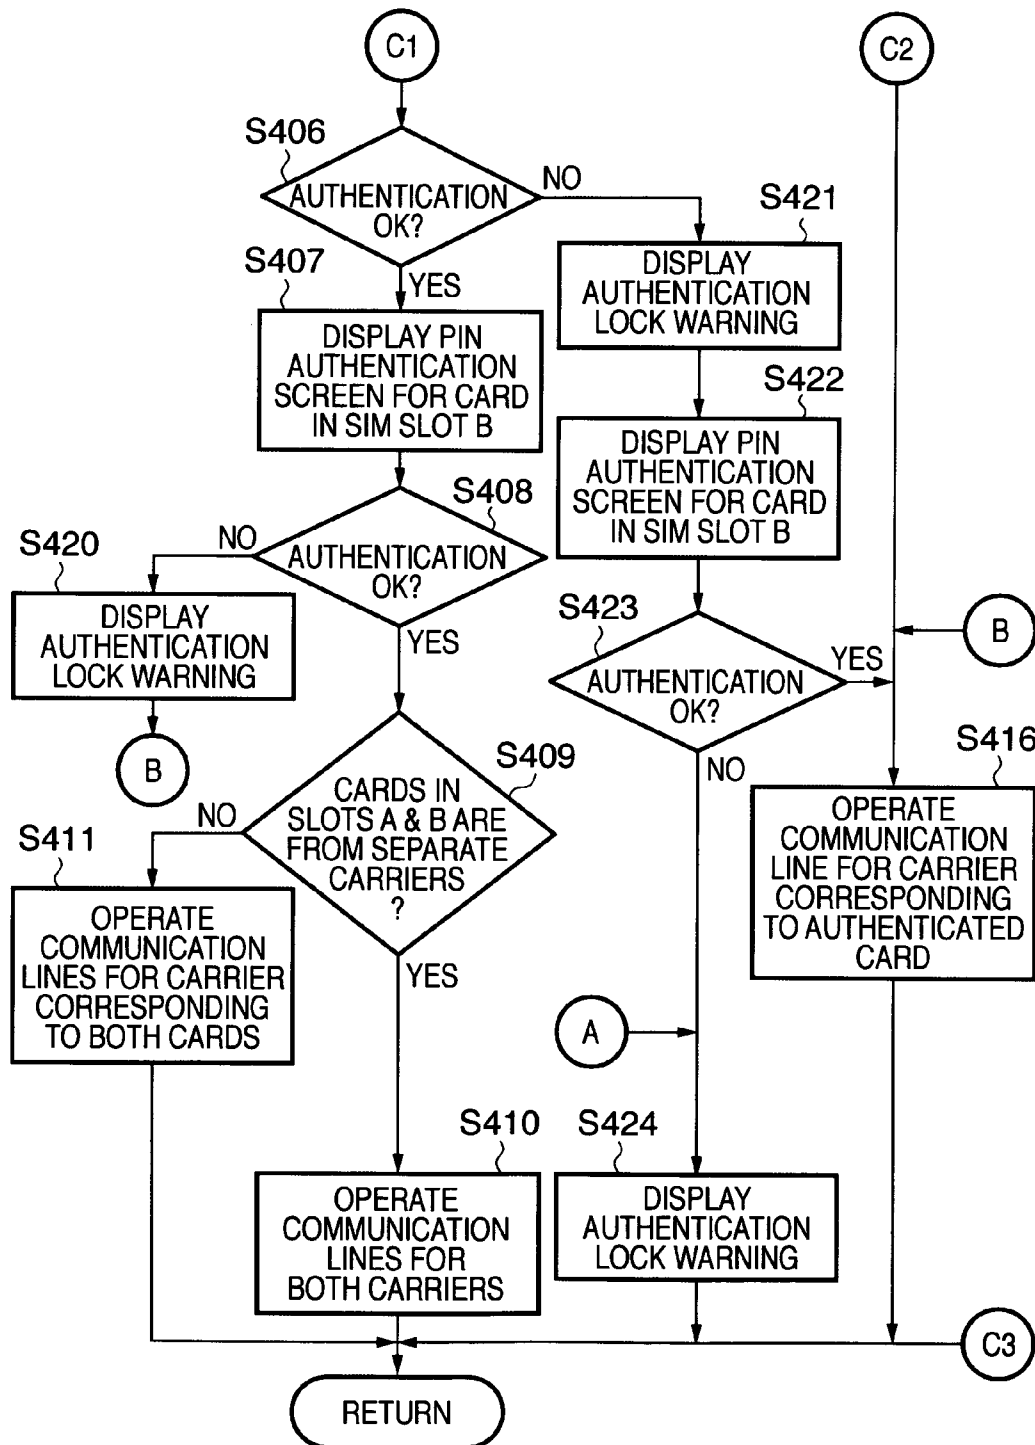 C1
C2
S406
AUTHENTICATION
OK?
NO
YES
S421
DISPLAY
AUTHENTICATION
LOCK WARNING
S407
DISPLAY PIN
AUTHENTICATION
SCREEN FOR CARD
IN SIM SLOT B
S422
DISPLAY PIN
AUTHENTICATION
SCREEN FOR CARD
IN SIM SLOT B
S408
AUTHENTICATION
OK?
NO
YES
S420
DISPLAY
AUTHENTICATION
LOCK WARNING
B
S423
AUTHENTICATION
OK?
YES
NO
B
S409
CARDS IN
SLOTS A & B ARE
FROM SEPARATE
CARRIERS
?
NO
YES
S416
OPERATE
COMMUNICATION
LINE FOR CARRIER
CORRESPONDING
TO AUTHENTICATED
CARD
S411
OPERATE
COMMUNICATION
LINES FOR CARRIER
CORRESPONDING
TO BOTH CARDS
A
S410
OPERATE
COMMUNICATION
LINES FOR
BOTH CARRIERS
S424
DISPLAY
AUTHENTICATION
LOCK WARNING
C3
RETURN